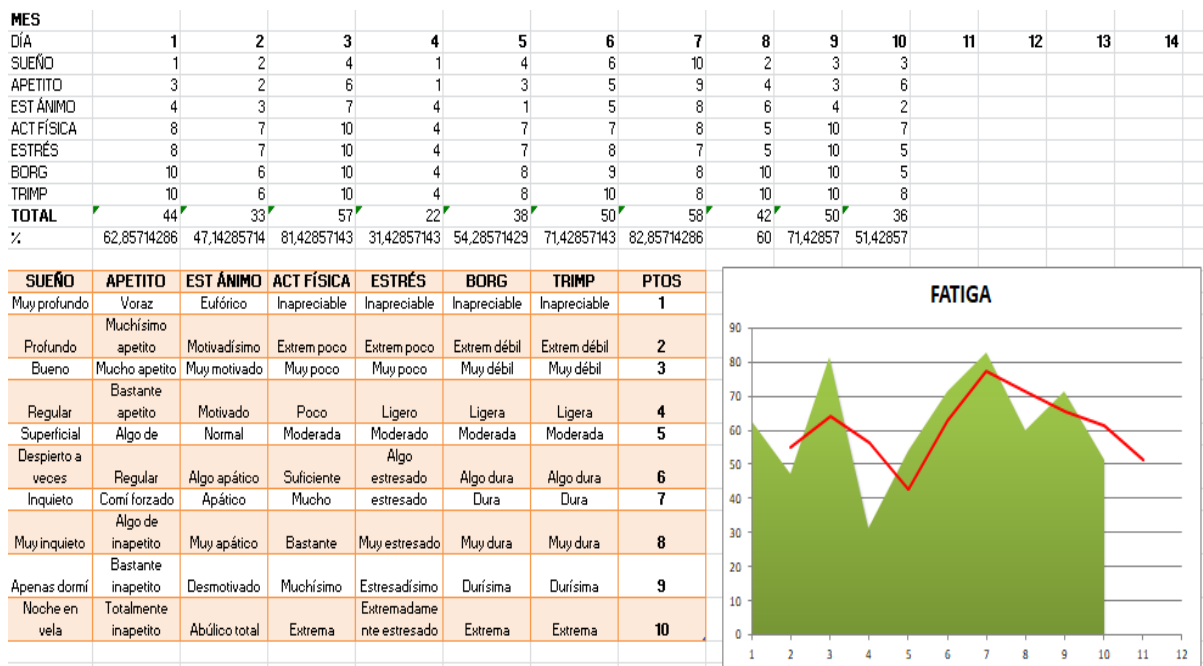 MES
DÍA 1 2 3 4 5 6 7 8 9 10 11 12 13 14
SUEÑO 1 2 4 1 4 6 10 2 3 3
APETITO 3 2 6 1 3 5 9 4 3 6
EST ÁNIMO 4 3 7 4 1 5 8 6 4 2
ACT FÍSICA 8 7 10 4 7 7 8 5 10 7
ESTRÉS 8 7 10 4 7 8 7 5 10 5
BORG 10 6 10 4 8 9 8 10 10 5
TRIMP 10 6 10 4 8 10 8 10 10 8
TOTAL 44 33 57 22 38 50 58 42 50 36
% 62,85714286 47,14285714 81,42857143 31,42857143 54,28571429 71,42857143 82,85714286 60 71,42857 51,42857
SUEÑO APETITO EST ÁNIMO ACT FÍSICA ESTRÉS BORG TRIMP PTOS
Muy profundo Voraz Eufórico Inapreciable Inapreciable Inapreciable Inapreciable 1
Muchísimo
Profundo apetito Motivadísimo Extrem poco Extrem poco Extrem débil Extrem débil 2
Bueno Mucho apetito Muy motivado Muy poco Muy poco Muy débil Muy débil 3
Bastante
Regular apetito Motivado Poco Ligero Ligera Ligera 4
Superficial Algo de Normal Moderada Moderado Moderada Moderada 5
Despierto a Algo
veces Regular Algo apático Suficiente estresado Algo dura Algo dura 6
Inquieto Comí forzado Apático Mucho estresado Dura Dura 7
Algo de
Muy inquieto inapetito Muy apático Bastante Muy estresado Muy dura Muy dura 8
Bastante
Apenas dormí inapetito Desmotivado Muchísimo Estresadísimo Durísima Durísima 9
Noche en Totalmente Extremadame
vela inapetito Abúlico total Extrema nte estresado Extrema Extrema 10
FATIGA
90
80
70
60
50
40
30
20
10
0
1 2 3 4 5 6 7 8 9 10 11 12